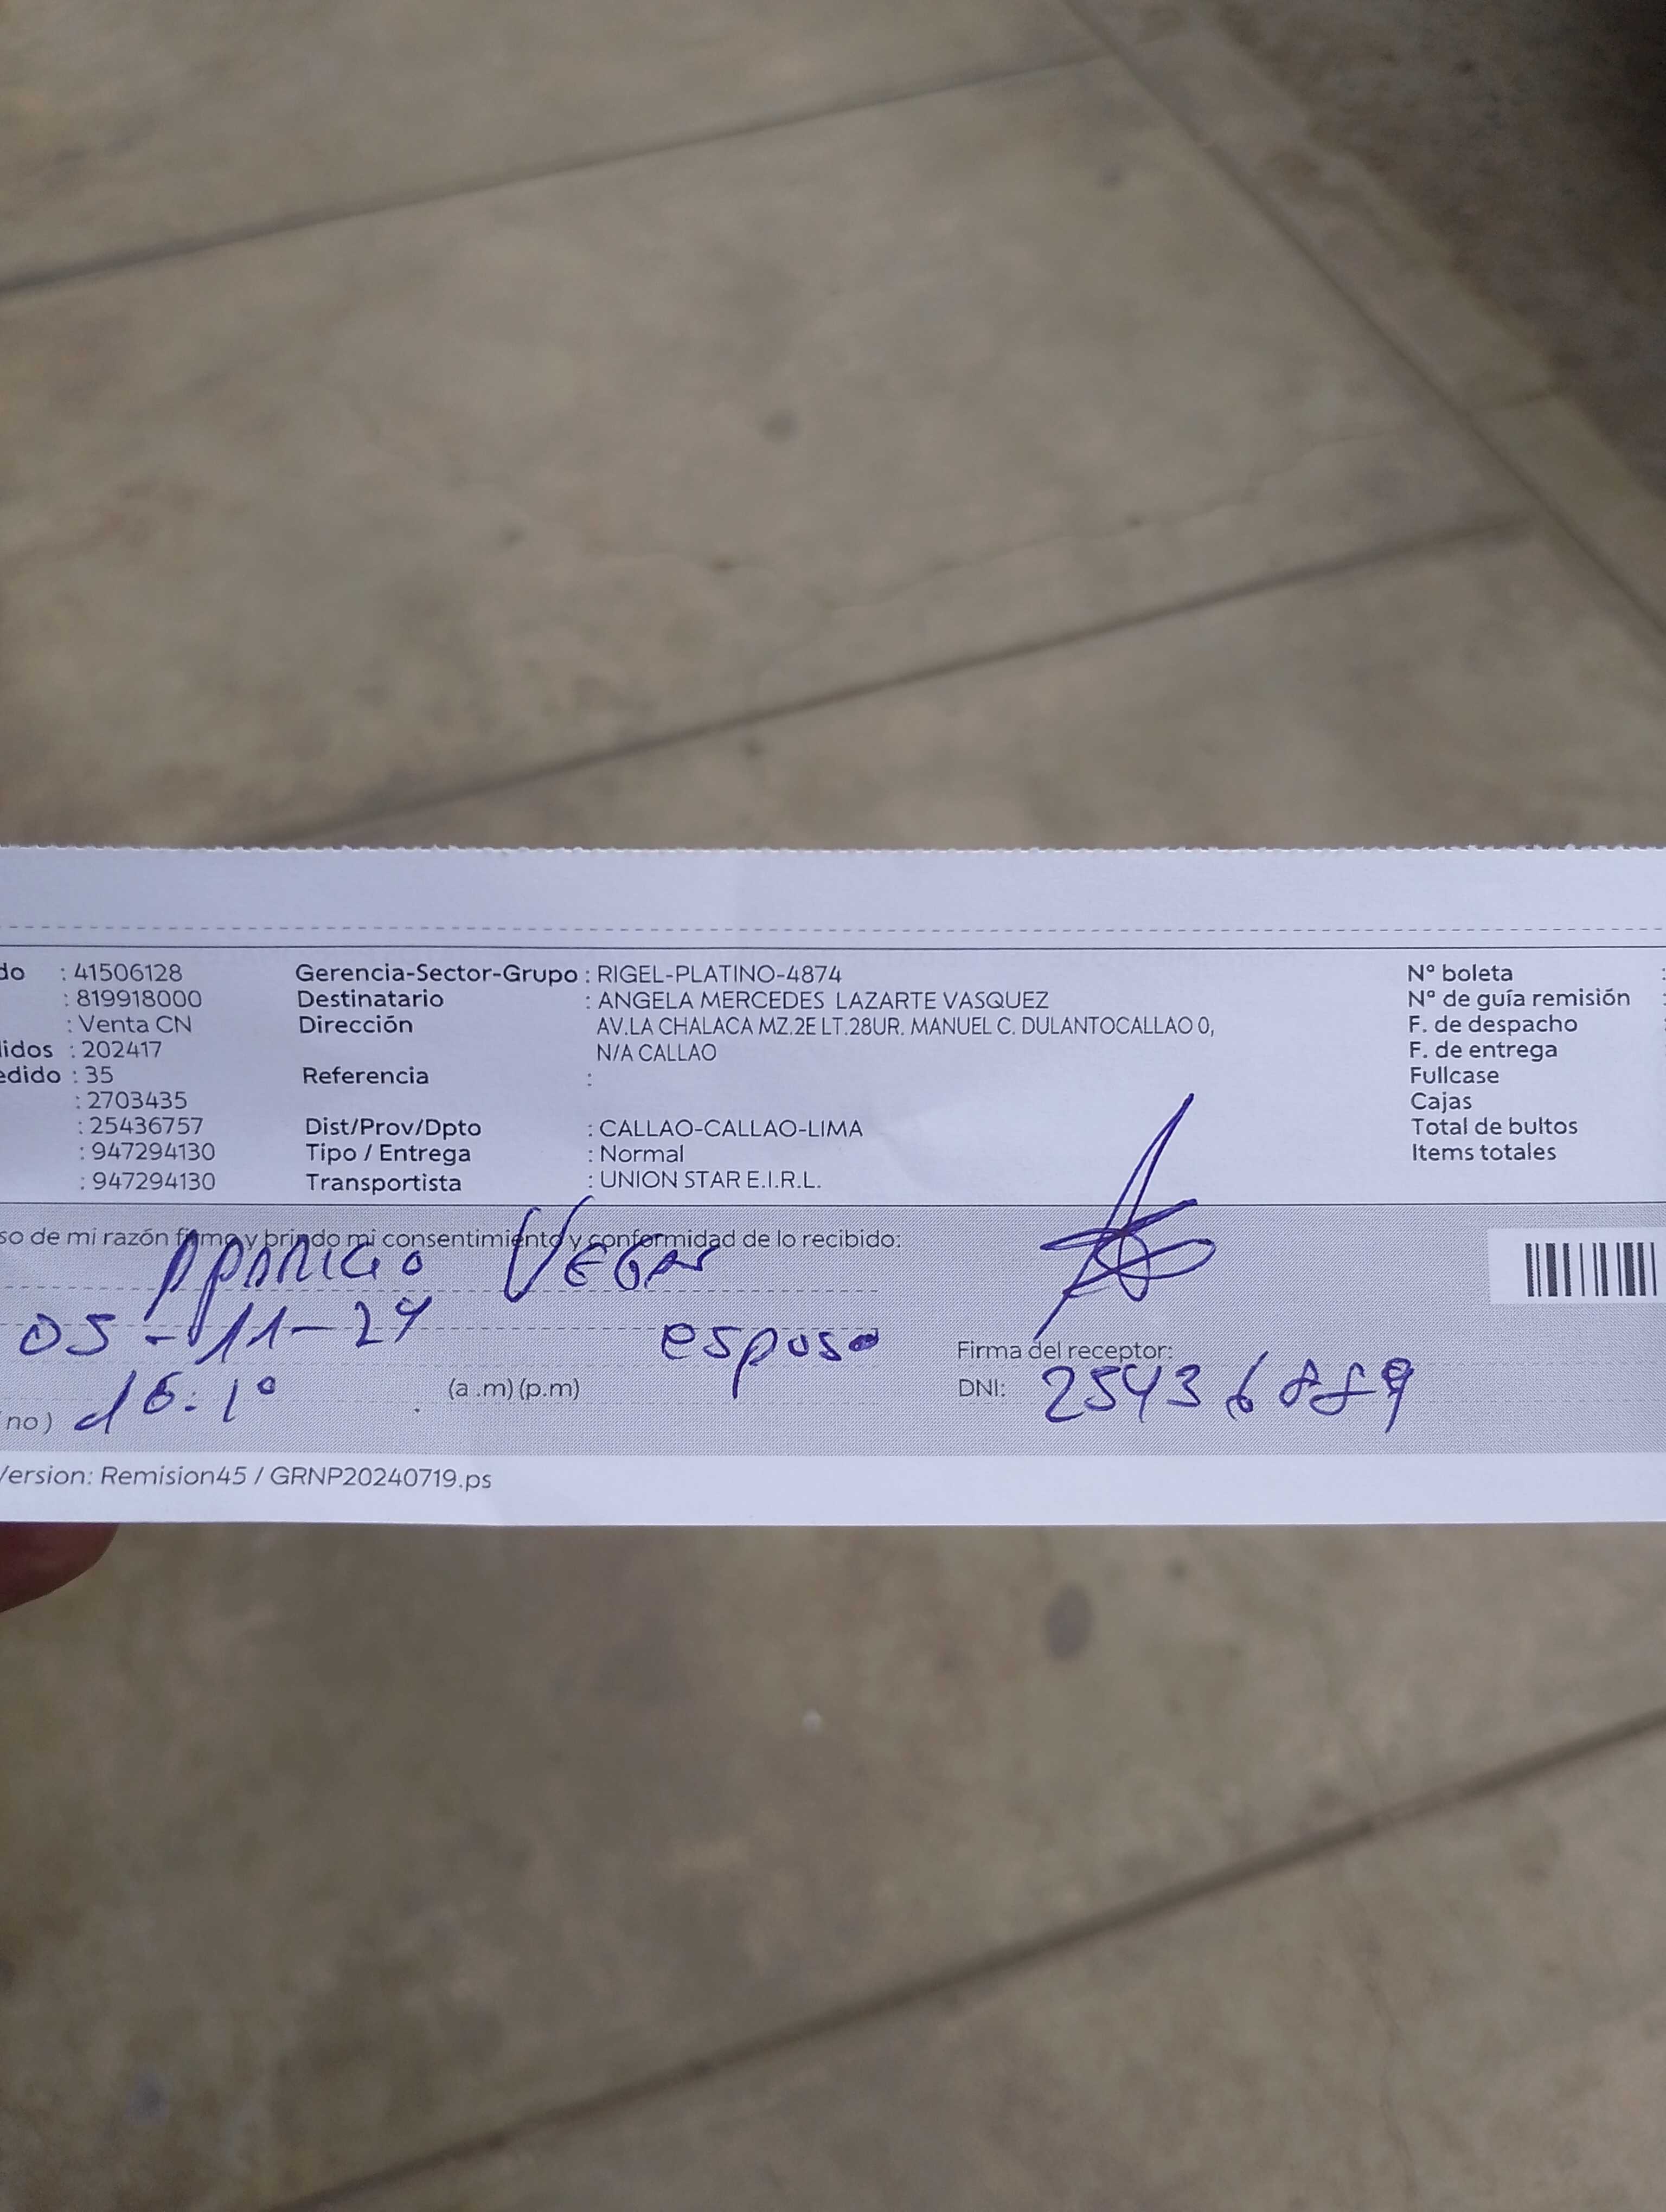 do : 41506128 Gerencia-Sector-Grupo : RIGEL-PLATINO-4874 N° boleta :
: 819918000 Destinatario : ANGELA MERCEDES LAZARTE VASQUEZ N° de guía remisión :
: Venta CN Dirección AV.LA CHALACA MZ.2E LT.28UR. MANUEL C. DULANTOCALLAO 0, F. de despacho
lidos : 202417 N/A CALLAO F. de entrega
edido : 35 Referencia : Fullcase
: 2703435 Cajas
: 25436757 Dist/Prov/Dpto : CALLAO-CALLAO-LIMA Total de bultos
: 947294130 Tipo / Entrega : Normal Items totales
: 947294130 Transportista : UNION STAR E.I.R.L.
so de mi razón firmo y brindo mi consentimiento y conformidad de lo recibido:
APARICIO VEGA
05-11-24 esposo Firma del receptor:
16:10 (a .m) (p.m) DNI: 25436889
no)
Version: Remision45 / GRNP20240719.ps